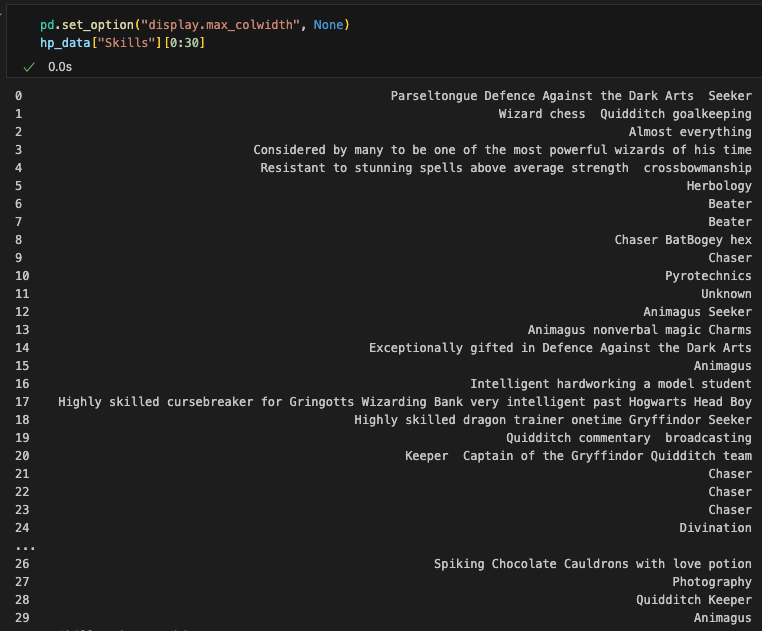 pd.set_option("display.max_colwidth", None)
hp_data["Skills"][0:30]
0.0s
0 Parseltongue Defence Against the Dark Arts  Seeker
1 Wizard chess  Quidditch goalkeeping
2 Almost everything
3 Considered by many to be one of the most powerful wizards of his time
4 Resistant to stunning spells above average strength  crossbowmanship
5 Herbology
6 Beater
7 Beater
8 Chaser BatBogey hex
9 Chaser
10 Pyrotechnics
11 Unknown
12 Animagus Seeker
13 Animagus nonverbal magic Charms
14 Exceptionally gifted in Defence Against the Dark Arts
15 Animagus
16 Intelligent hardworking a model student
17 Highly skilled cursebreaker for Gringotts Wizarding Bank very intelligent past Hogwarts Head Boy
18 Highly skilled dragon trainer onetime Gryffindor Seeker
19 Quidditch commentary  broadcasting
20 Keeper  Captain of the Gryffindor Quidditch team
21 Chaser
22 Chaser
23 Chaser
24 Divination
...
26 Spiking Chocolate Cauldrons with love potion
27 Photography
28 Quidditch Keeper
29 Animagus